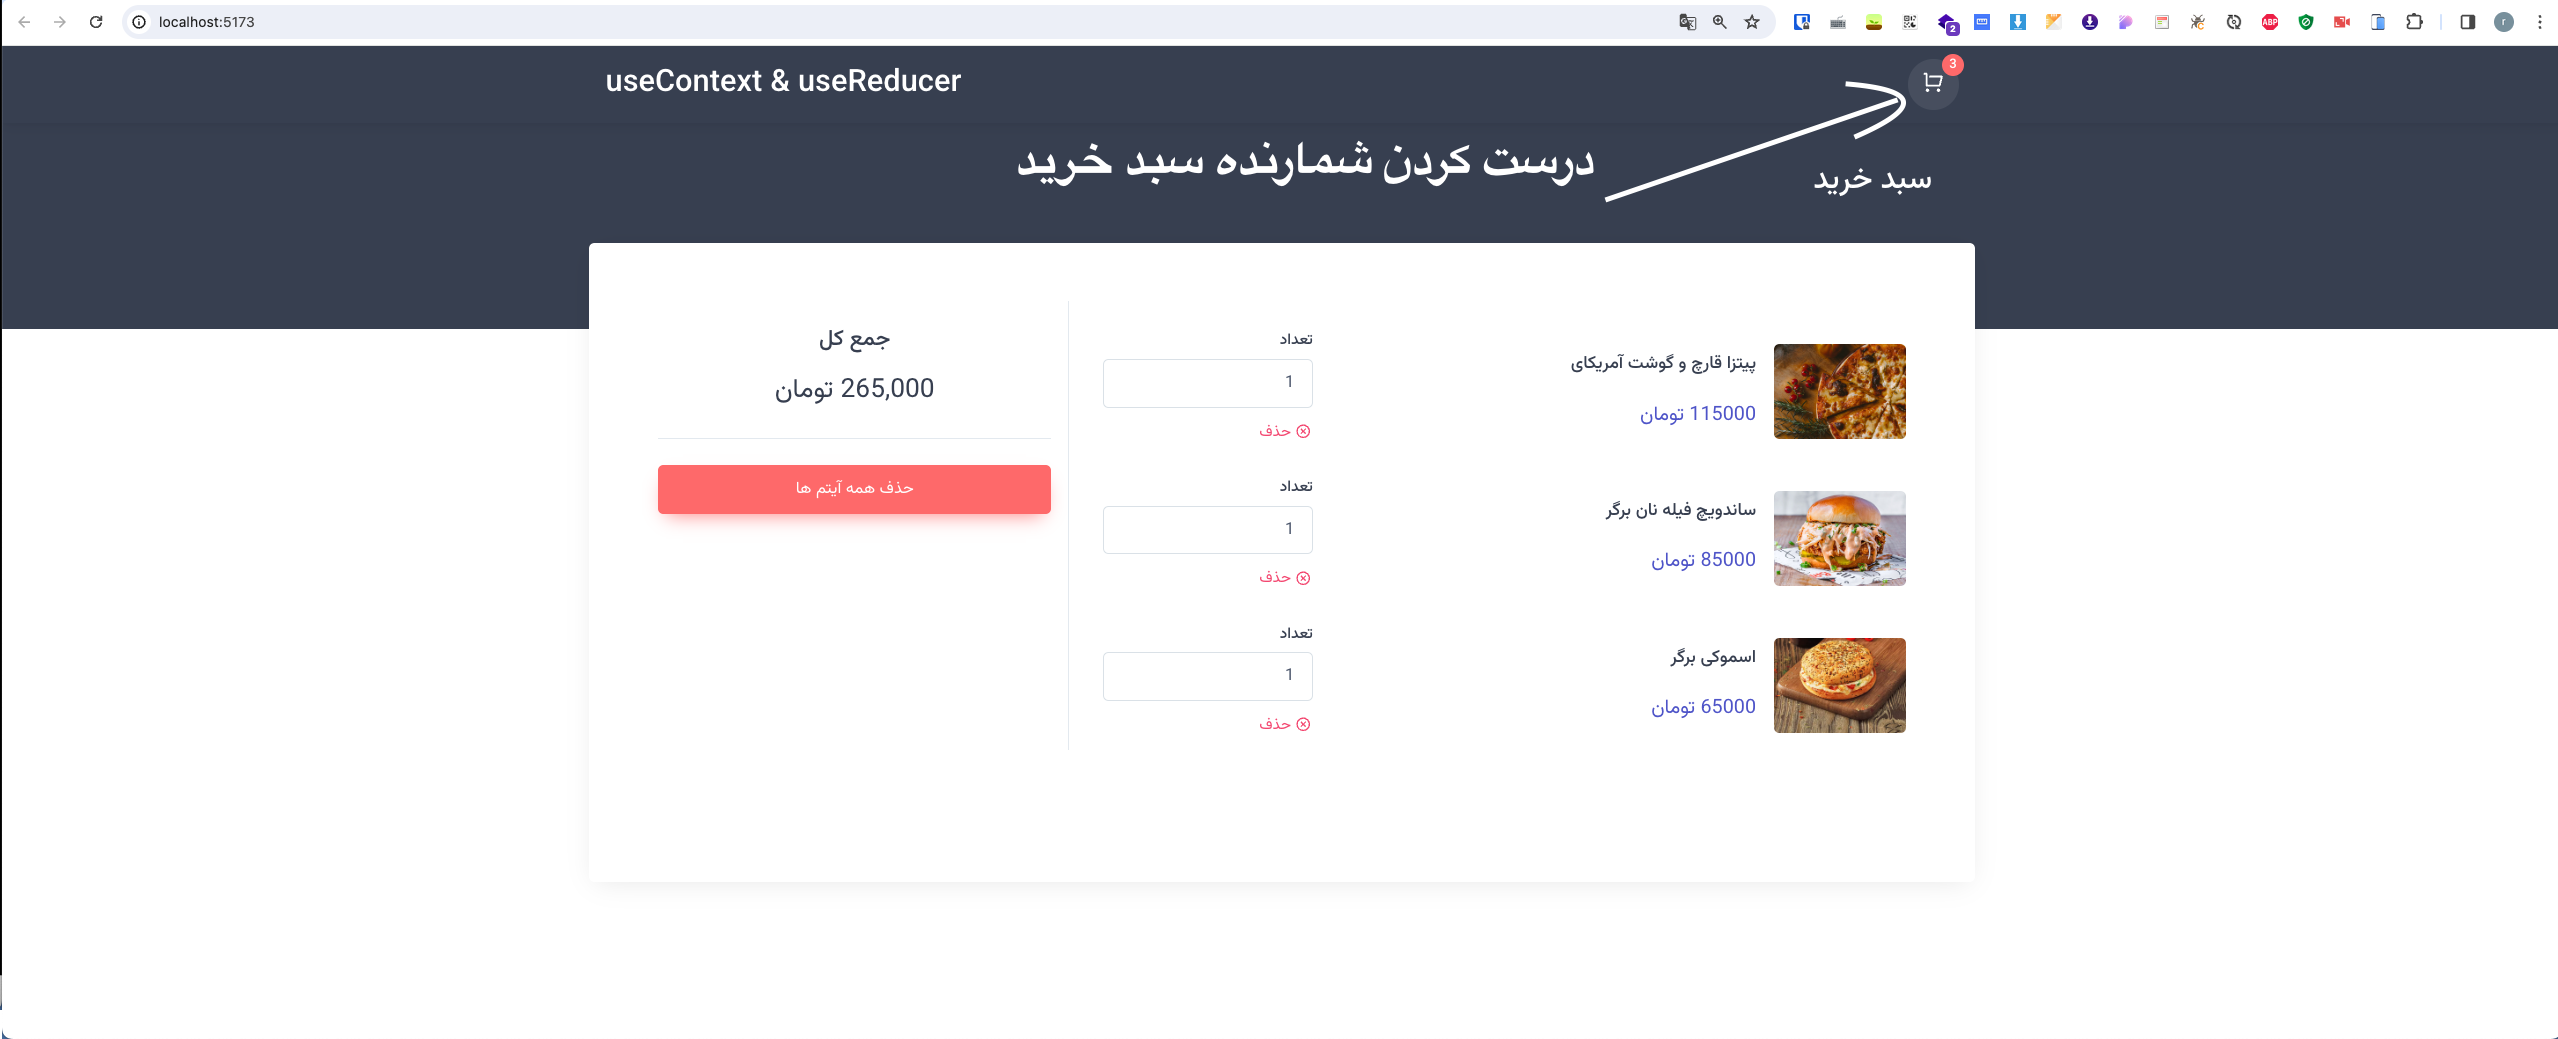 localhost:5173
2
ABP
r
useContext & useReducer
3
درست کردن شمارنده سبد خرید
سبد خرید
پیتزا قارچ و گوشت آمریکای
115000 تومان
تعداد
1
حذف
ساندویچ فیله نان برگر
85000 تومان
تعداد
1
حذف
اسموکی برگر
65000 تومان
تعداد
1
حذف
جمع کل
265,000 تومان
حذف همه آیتم ها